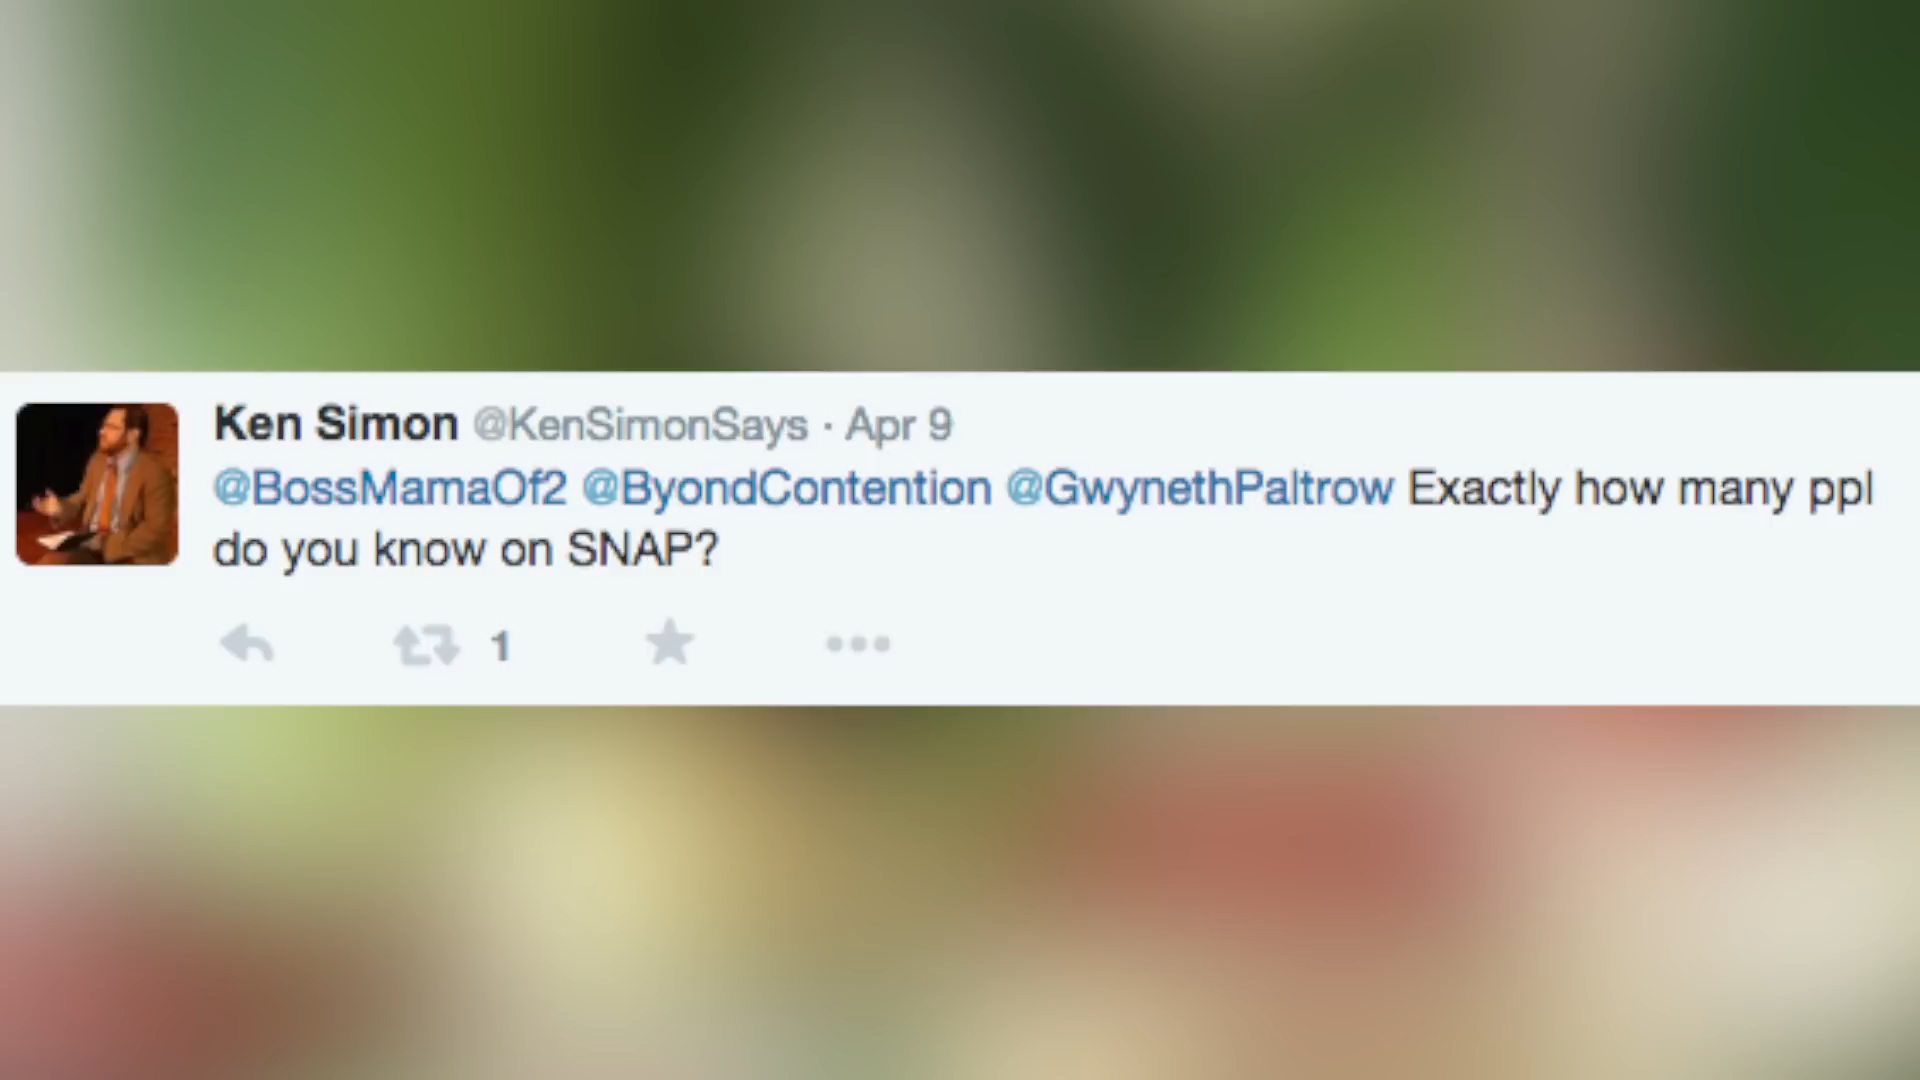 Ken Simon @KenSimonSays · Apr 9
@BossMamaOf2 @ByondContention @GwynethPaltrow Exactly how many ppl
do you know on SNAP?
1